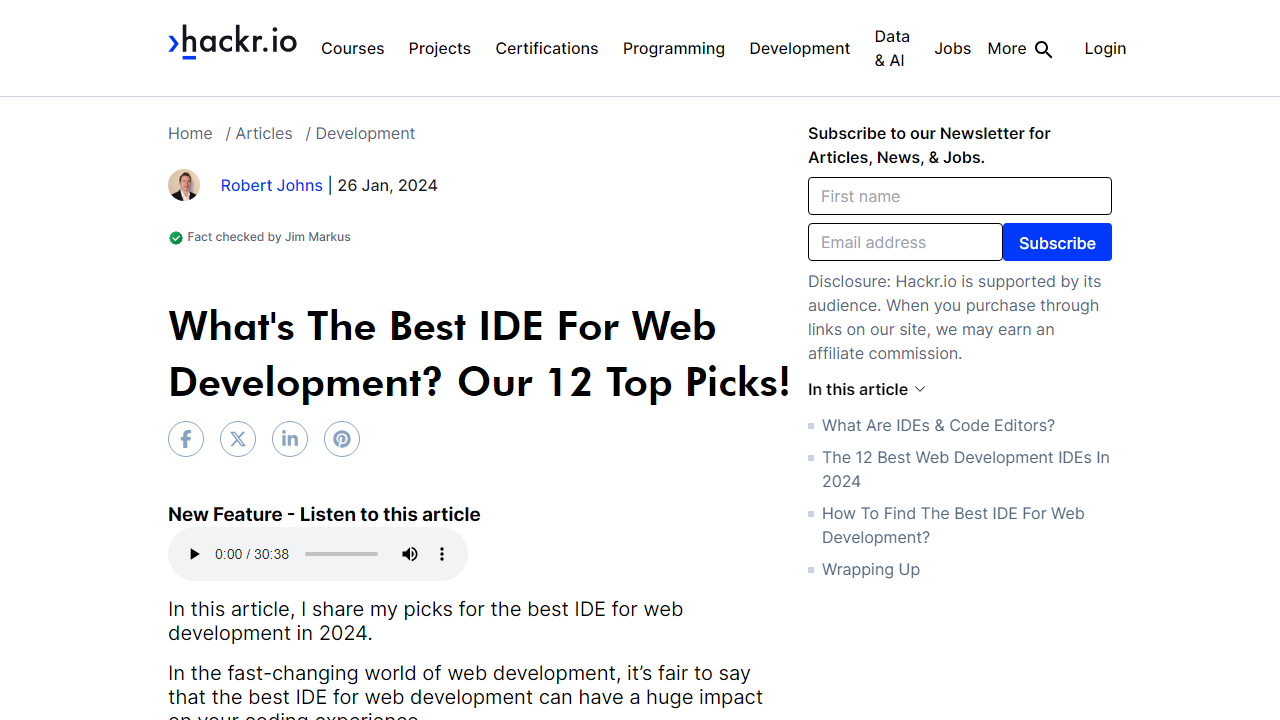 hackr.io
Courses
Projects
Certifications
Programming
Development
Data
& AI
Jobs
More
Login
Home / Articles / Development
Robert Johns | 26 Jan, 2024
Fact checked by Jim Markus
What's The Best IDE For Web
Development? Our 12 Top Picks!
New Feature - Listen to this article
0:00 / 30:38
In this article, I share my picks for the best IDE for web
development in 2024.
In the fast-changing world of web development, it’s fair to say
that the best IDE for web development can have a huge impact
on your coding experience.
Subscribe to our Newsletter for
Articles, News, & Jobs.
First name
Email address
Subscribe
Disclosure: Hackr.io is supported by its
audience. When you purchase through
links on our site, we may earn an
affiliate commission.
In this article
What Are IDEs & Code Editors?
The 12 Best Web Development IDEs In
2024
How To Find The Best IDE For Web
Development?
Wrapping Up